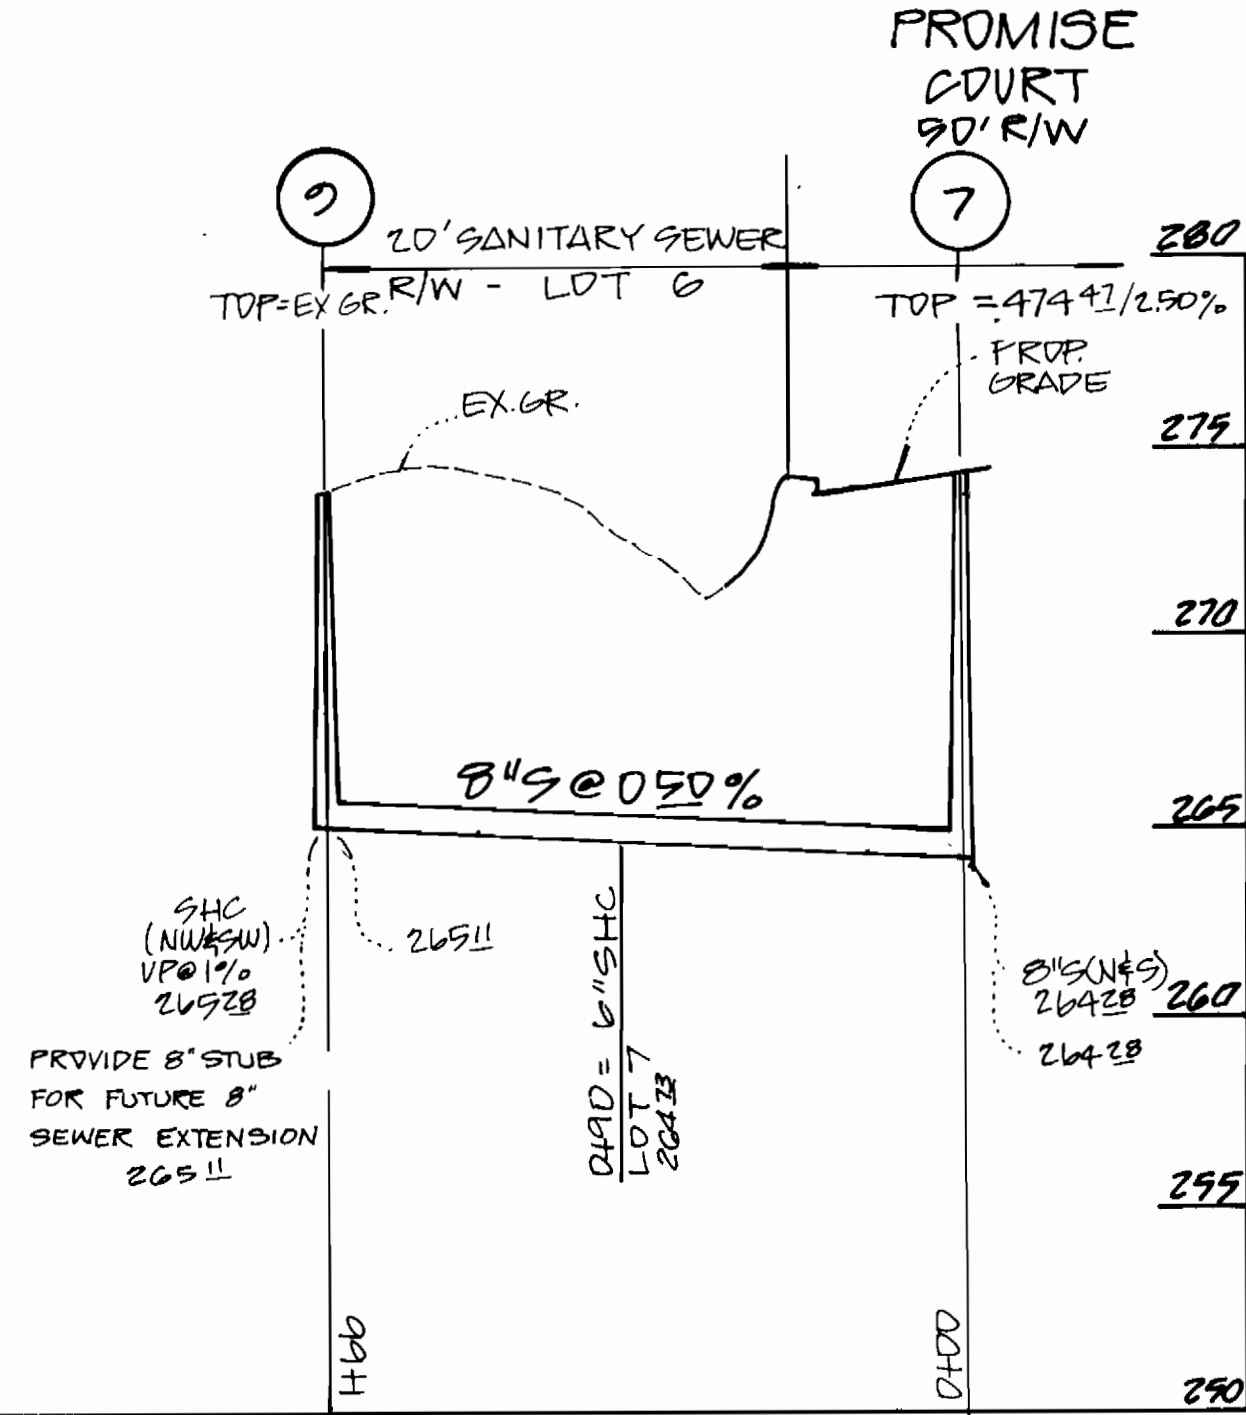 PROMISE
COURT
50' R/W
9
7
20' SANITARY SEWER
R/W - LOT 6
TOP=EX GR.
TOP = 474 47/2.50%
PROP.
GRADE
EX.GR.
280
275
270
265
260
255
250
8"S @ 0 50%
SHC
(NW&SW)
UP@1%
265 28
265 11
PROVIDE 8" STUB
FOR FUTURE 8"
SEWER EXTENSION
265 11
0+90 = 6"SHC
LOT 7
264 73
8"S(N&S)
264 28
264 28
1+66
0+00